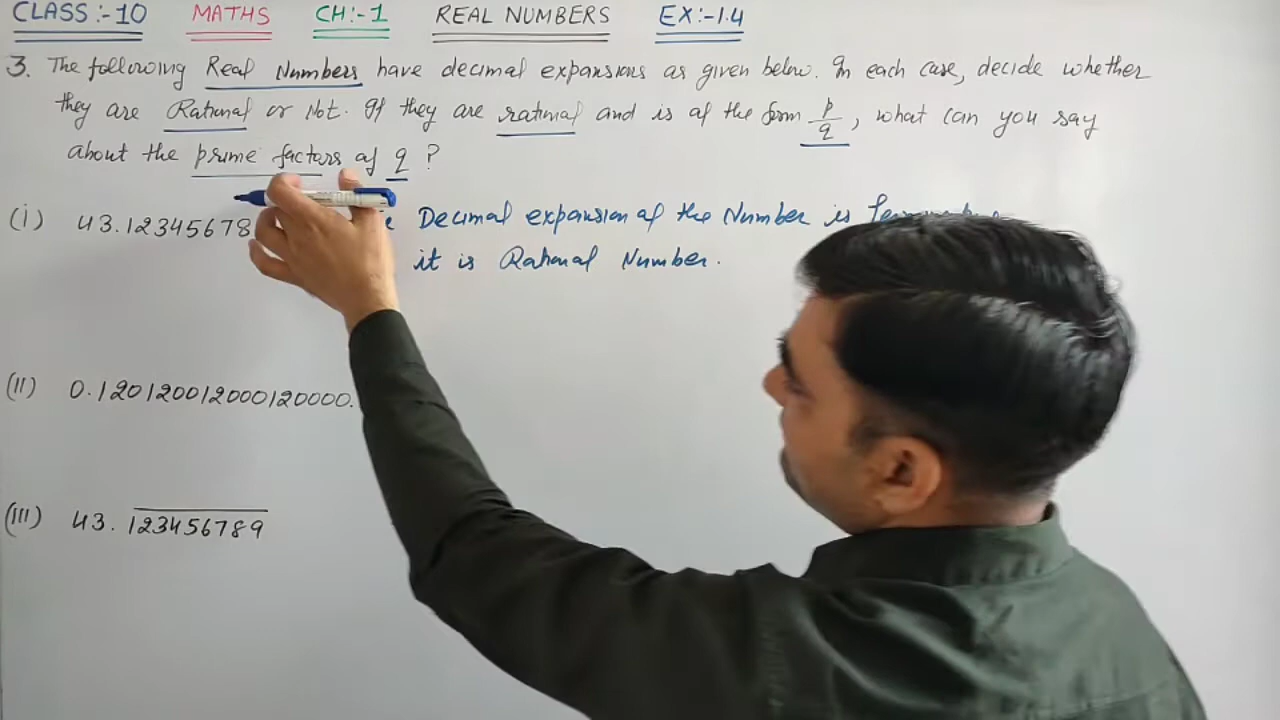 CLASS :- 10 MATHS CH:- 1 REAL NUMBERS EX:- 1.4
3. The following Real Numbers have decimal expansions as given below. In each case, decide whether
they are Rational or Not. If they are rational and is of the form p/q, what can you say
about the prime factors of q ?
(i) 43.12345678 Decimal expansion of the Number is
it is Rational Number.
(II) 0.120120012000120000.
(III) 43. 123456789